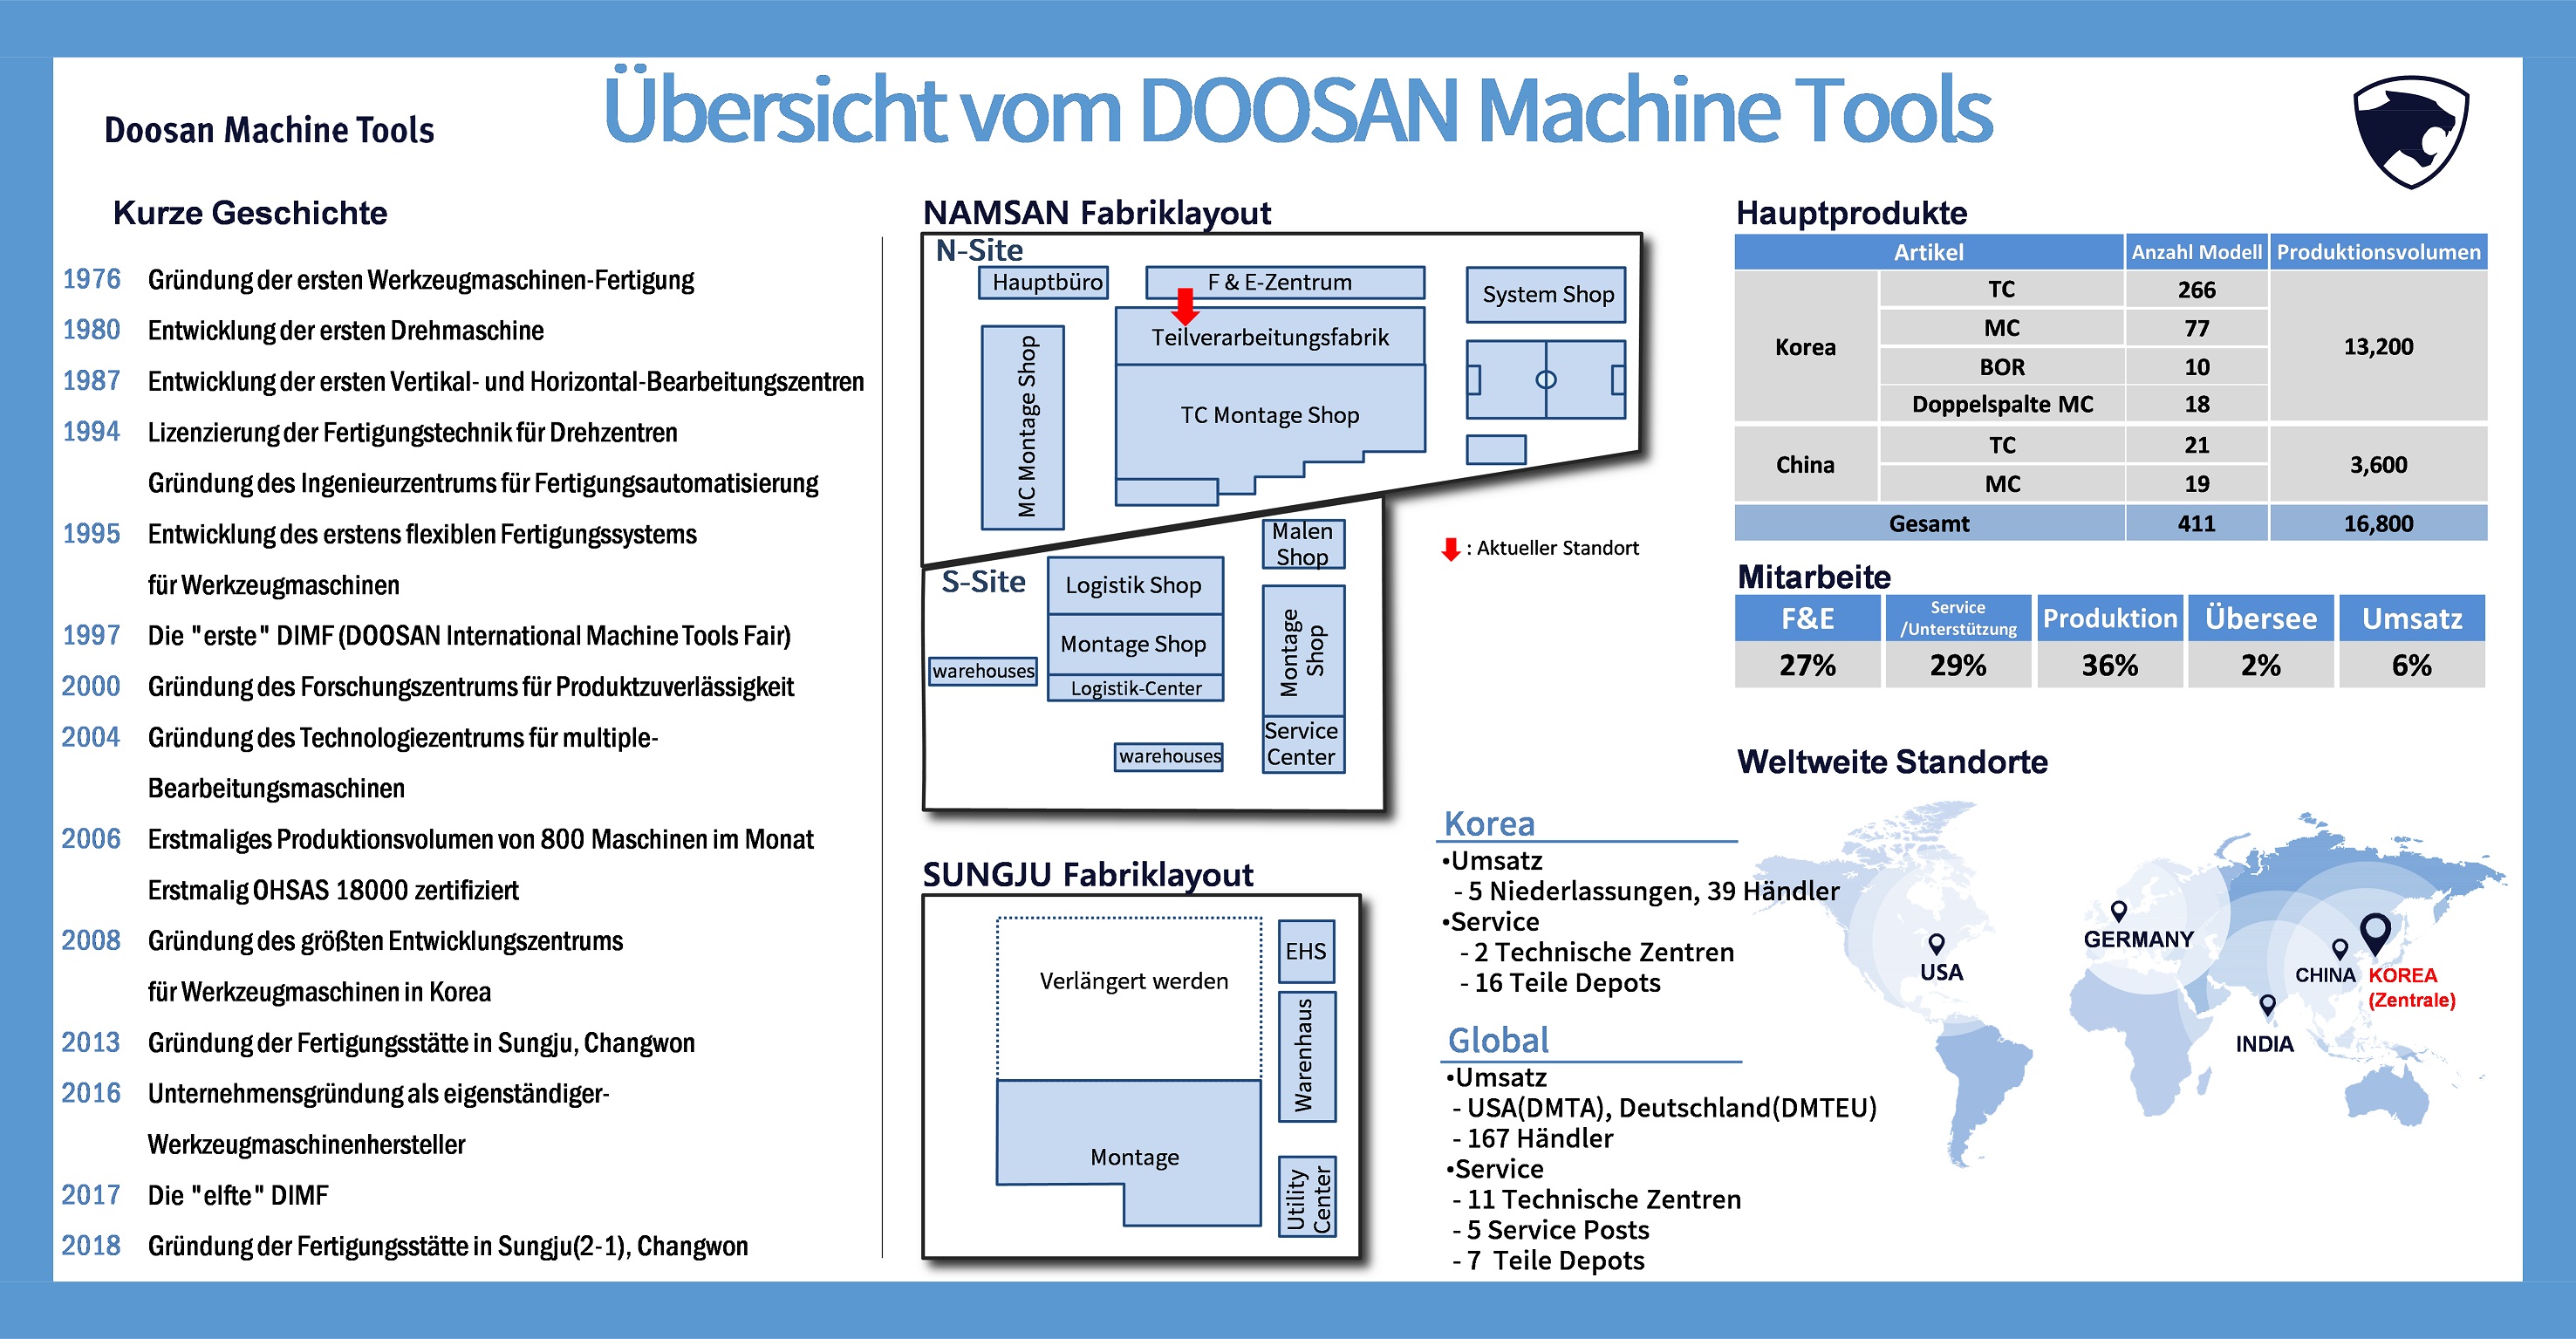 Übersicht vom DOOSAN Machine Tools
Doosan Machine Tools
Kurze Geschichte
1976 Gründung der ersten Werkzeugmaschinen-Fertigung
1980 Entwicklung der ersten Drehmaschine
1987 Entwicklung der ersten Vertikal- und Horizontal-Bearbeitungszentren
1994 Lizenzierung der Fertigungstechnik für Drehzentren
Gründung des Ingenieurzentrums für Fertigungsautomatisierung
1995 Entwicklung des erstens flexiblen Fertigungssystems
für Werkzeugmaschinen
1997 Die "erste" DIMF (DOOSAN International Machine Tools Fair)
2000 Gründung des Forschungszentrums für Produktzuverlässigkeit
2004 Gründung des Technologiezentrums für multiple-
Bearbeitungsmaschinen
2006 Erstmaliges Produktionsvolumen von 800 Maschinen im Monat
Erstmalig OHSAS 18000 zertifiziert
2008 Gründung des größten Entwicklungszentrums
für Werkzeugmaschinen in Korea
2013 Gründung der Fertigungsstätte in Sungju, Changwon
2016 Unternehmensgründung als eigenständiger-
Werkzeugmaschinenhersteller
2017 Die "elfte" DIMF
2018 Gründung der Fertigungsstätte in Sungju(2-1), Changwon
NAMSAN Fabriklayout
N-Site
Hauptbüro
F & E-Zentrum
System Shop
Teilverarbeitungsfabrik
MC Montage Shop
TC Montage Shop
S-Site
Malen
Shop
Logistik Shop
Montage Shop
Logistik-Center
warehouses
Montage
Shop
Service
Center
warehouses
: Aktueller Standort
SUNGJU Fabriklayout
Verlängert werden
EHS
Warenhaus
Montage
Utility
Center
Hauptprodukte
Artikel Anzahl Modell Produktionsvolumen
Korea TC 266 13,200
MC 77
BOR 10
Doppelspalte MC 18
China TC 21 3,600
MC 19
Gesamt 411 16,800
Mitarbeite
F&E Service /Unterstützung Produktion Übersee Umsatz
27% 29% 36% 2% 6%
Weltweite Standorte
Korea
•Umsatz
- 5 Niederlassungen, 39 Händler
•Service
- 2 Technische Zentren
- 16 Teile Depots
Global
•Umsatz
- USA(DMTA), Deutschland(DMTEU)
- 167 Händler
•Service
- 11 Technische Zentren
- 5 Service Posts
- 7 Teile Depots
USA
GERMANY
CHINA
KOREA
(Zentrale)
INDIA